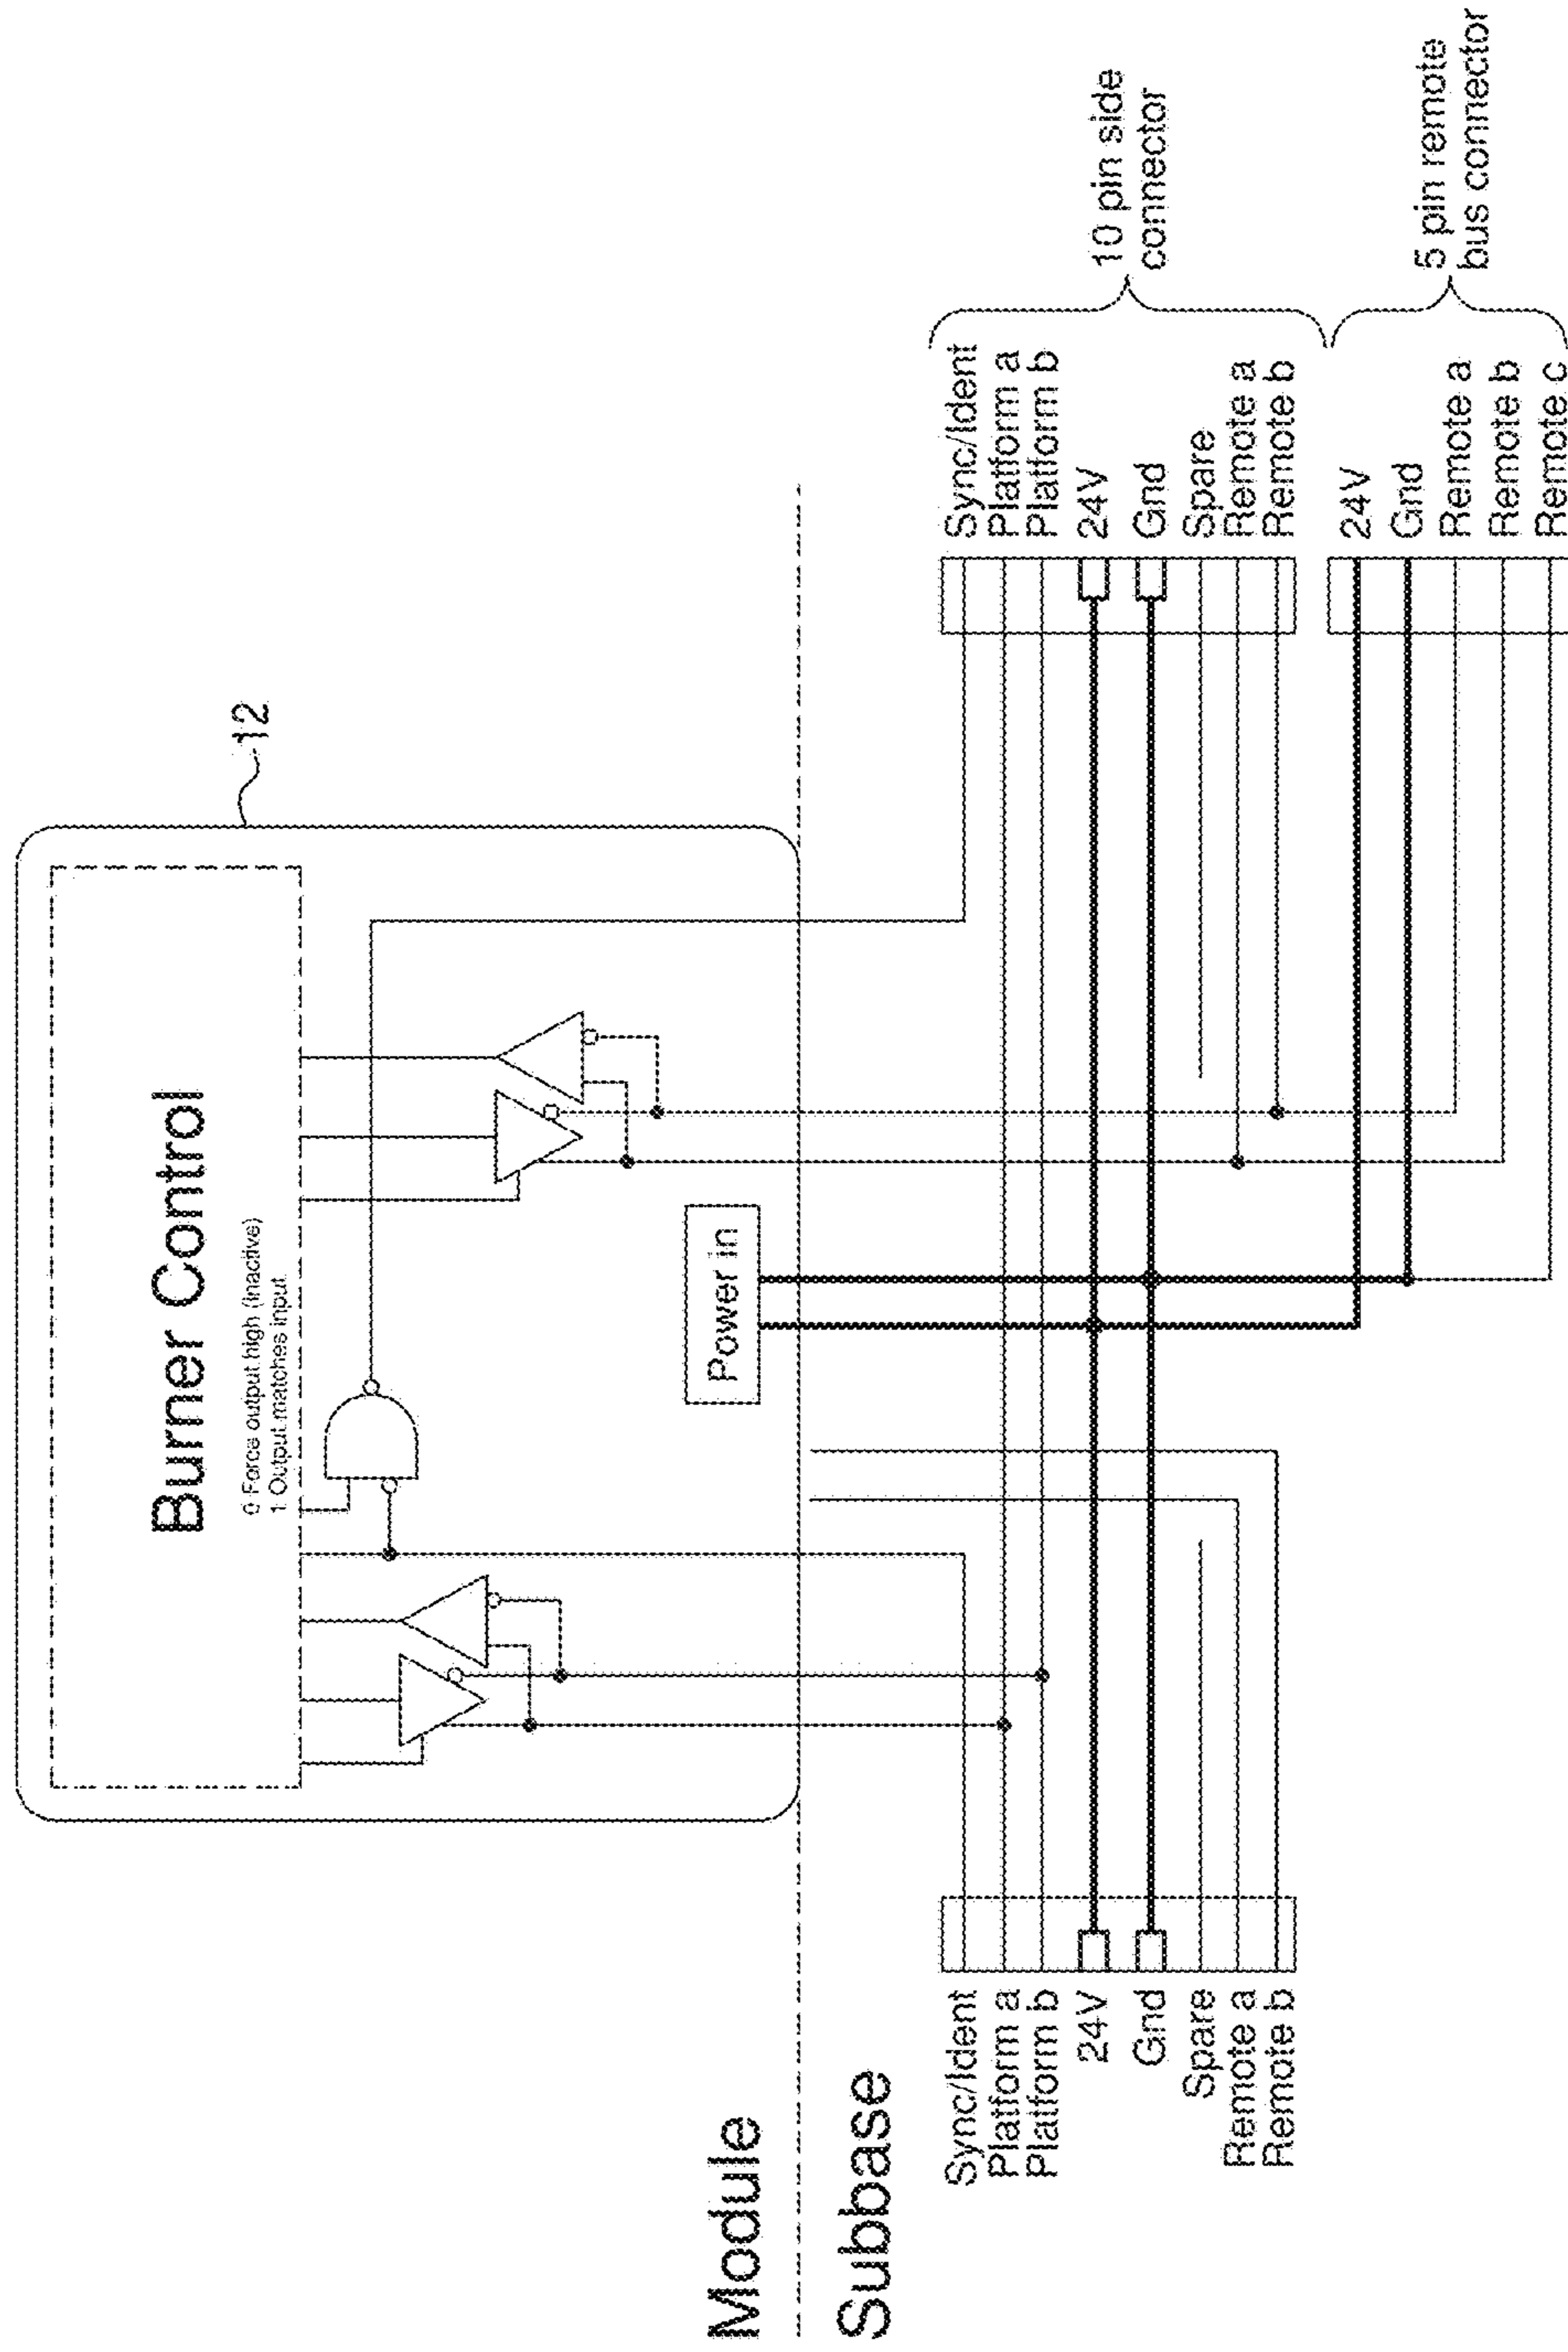 Burner Control
0 Force output high (inactive)
1 Output matches input
12
Power in
Module
Subbase
Sync/Ident
Platform a
Platform b
24V
Gnd
Spare
Remote a
Remote b
Sync/Ident
Platform a
Platform b
24V
Gnd
Spare
Remote a
Remote b
10 pin side
connector
24V
Gnd
Remote a
Remote b
Remote c
5 pin remote
bus connector